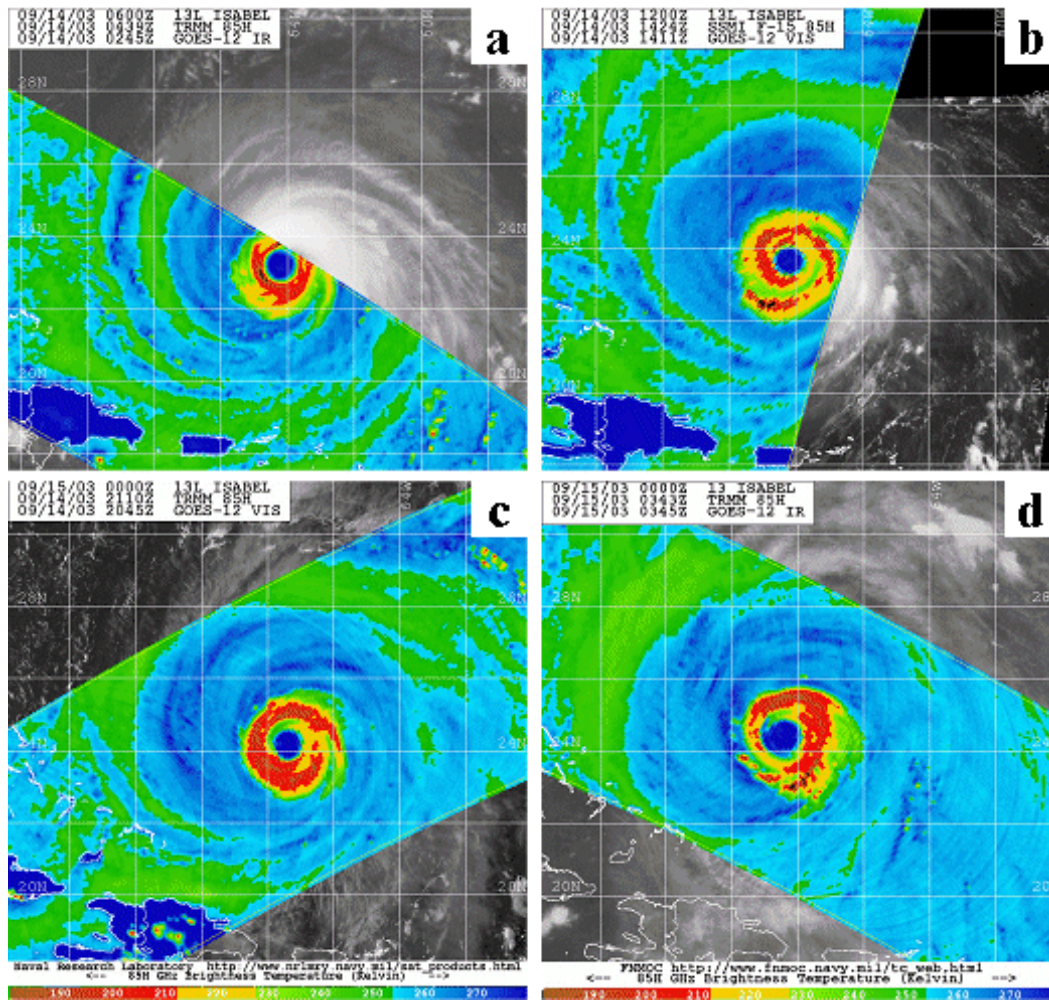 09/14/03 0600Z 13L ISABEL
09/14/03 0435Z TRMM 85H
09/14/03 0245Z GOES-12 IR
a
28N
24N
20N
09/14/03 1200Z 13L ISABEL
09/14/03 1426Z SSMI F-15 85H
09/14/03 1411Z GOES-12 VIS
b
24N
20N
09/15/03 0000Z 13L ISABEL
09/14/03 2110Z TRMM 85H
09/14/03 2045Z GOES-12 VIS
c
28N
24N
20N
09/15/03 0000Z 13 ISABEL
09/15/03 0343Z TRMM 85H
09/15/03 0345Z GOES-12 IR
d
28N
24N
20N
Naval Research Laboratory http://www.nrlmry.navy.mil/sat_products.html
<-- 85H GHz Brightness Temperature (Kelvin) -->
190 200 210 220 230 240 250 260 270
FNMOC http://www.fnmoc.navy.mil/tc_web.html
<-- 85H GHz Brightness Temperature (Kelvin) -->
190 200 210 220 230 240 250 260 270